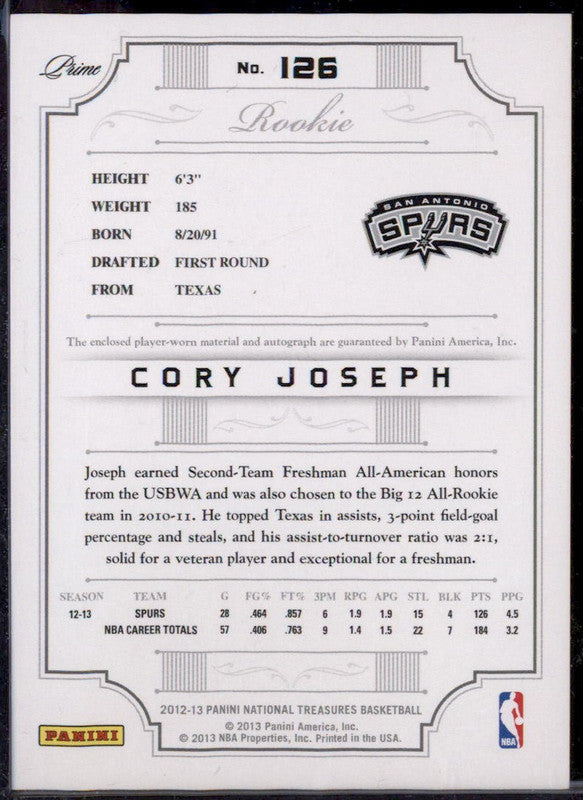 Prime
No. 126
Rookie
HEIGHT 6'3"
WEIGHT 185
BORN 8/20/91
DRAFTED FIRST ROUND
FROM TEXAS
SAN ANTONIO
SPURS
The enclosed player-worn material and autograph are guaranteed by Panini America, Inc.
CORY JOSEPH
Joseph earned Second-Team Freshman All-American honors
from the USBWA and was also chosen to the Big 12 All-Rookie
team in 2010-11. He topped Texas in assists, 3-point field-goal
percentage and steals, and his assist-to-turnover ratio was 2:1,
solid for a veteran player and exceptional for a freshman.
SEASON TEAM G FG% FT% 3PM RPG APG STL BLK PTS PPG
12-13 SPURS 28 .464 .857 6 1.9 1.9 15 4 126 4.5
NBA CAREER TOTALS 57 .406 .763 9 1.4 1.5 22 7 184 3.2
2012-13 PANINI NATIONAL TREASURES BASKETBALL
© 2013 Panini America, Inc.
© 2013 NBA Properties, Inc. Printed in the USA.
PANINI
NBA